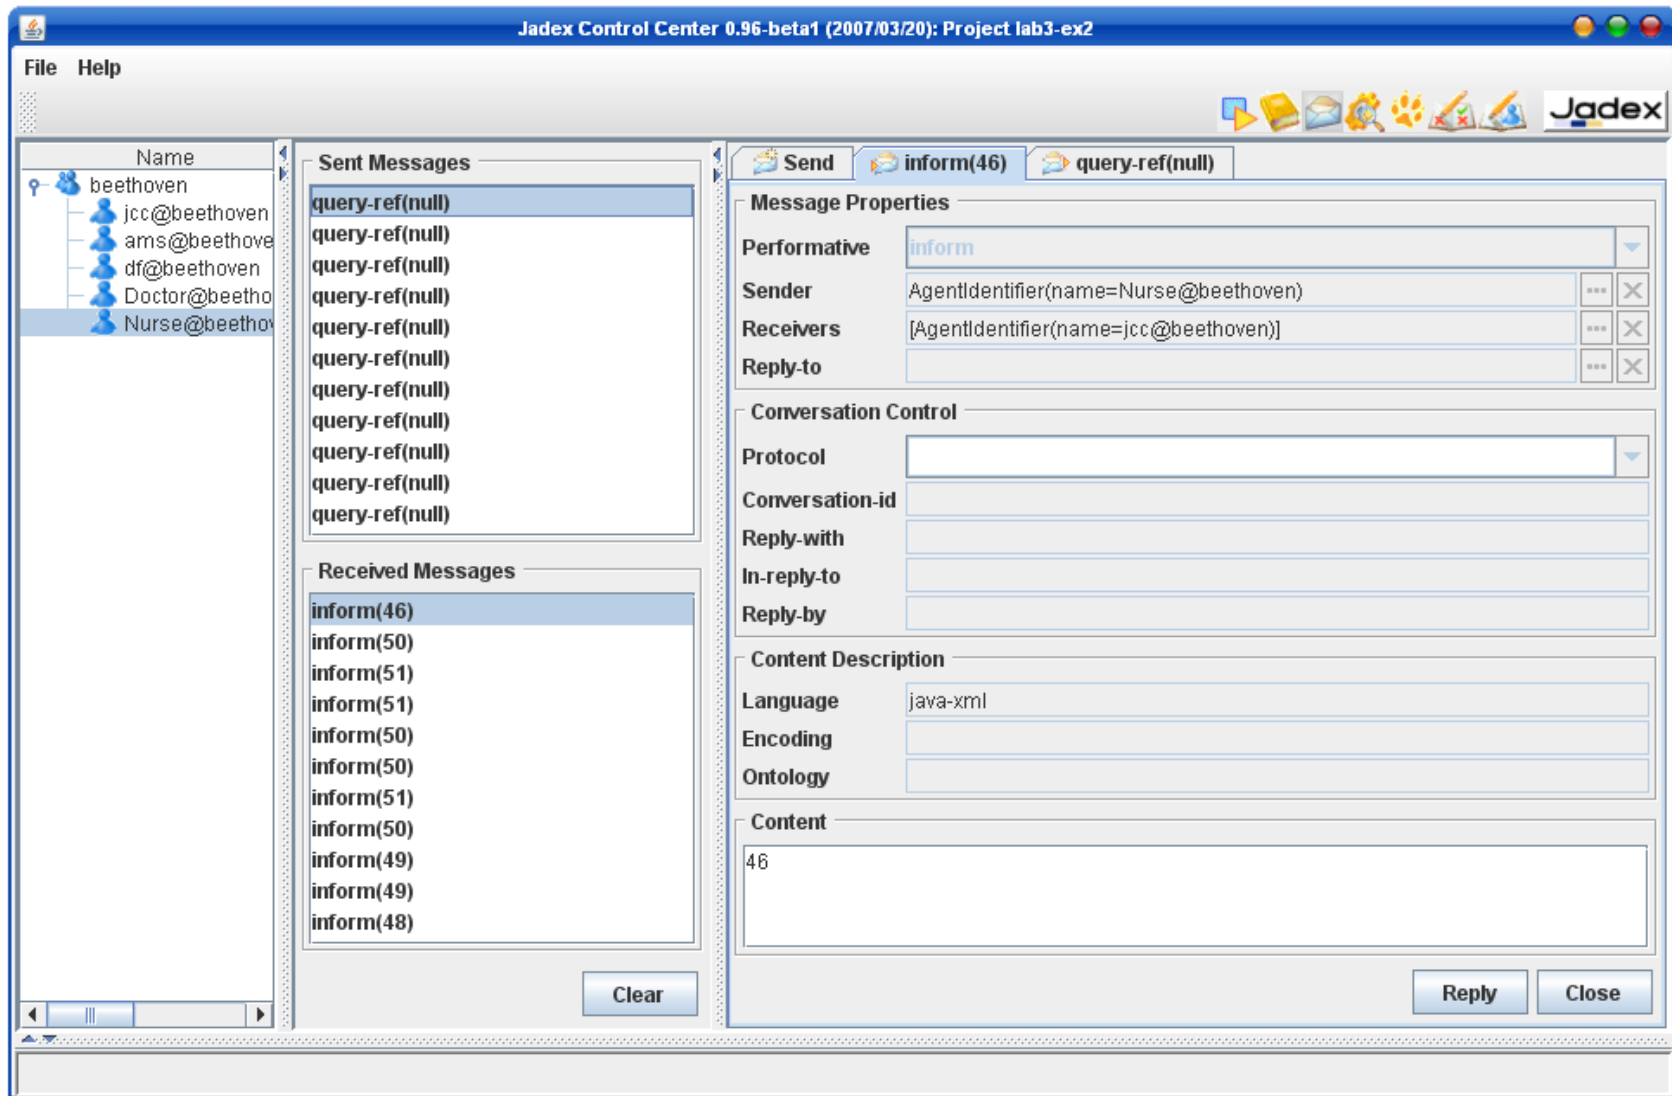 Jadex Control Center 0.96-beta1 (2007/03/20): Project lab3-ex2
File Help
Jadex
Name
beethoven
jcc@beethoven
ams@beethove
df@beethoven
Doctor@beetho
Nurse@beethov
Sent Messages
query-ref(null)
query-ref(null)
query-ref(null)
query-ref(null)
query-ref(null)
query-ref(null)
query-ref(null)
query-ref(null)
query-ref(null)
query-ref(null)
query-ref(null)
Received Messages
inform(46)
inform(50)
inform(51)
inform(51)
inform(50)
inform(50)
inform(51)
inform(50)
inform(49)
inform(49)
inform(48)
Clear
Send inform(46) query-ref(null)
Message Properties
Performative inform
Sender AgentIdentifier(name=Nurse@beethoven)
Receivers [AgentIdentifier(name=jcc@beethoven)]
Reply-to
Conversation Control
Protocol
Conversation-id
Reply-with
In-reply-to
Reply-by
Content Description
Language java-xml
Encoding
Ontology
Content
46
Reply Close